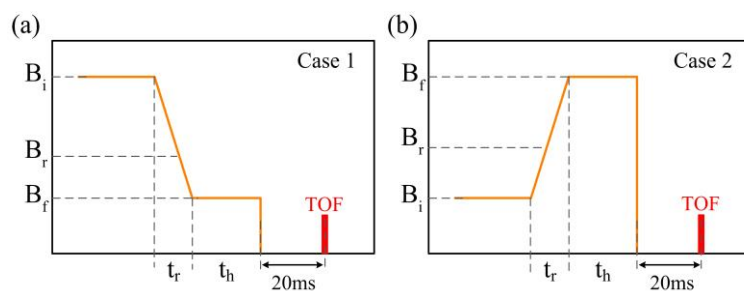 (a)
Case 1
B_i
B_r
B_f
TOF
t_r
t_h
20ms
(b)
Case 2
B_f
B_r
B_i
TOF
t_r
t_h
20ms